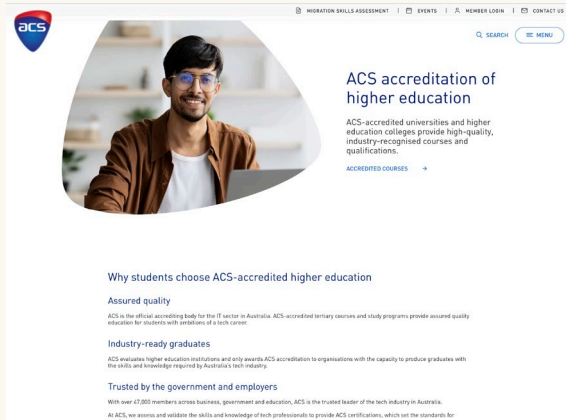 MIGRATION SKILLS ASSESSMENT | EVENTS | MEMBER LOGIN | CONTACT US
acs
SEARCH MENU
ACS accreditation of
higher education
ACS-accredited universities and higher
education colleges provide high-quality,
industry-recognised courses and
qualifications.
ACCREDITED COURSES →
Why students choose ACS-accredited higher education
Assured quality
ACS is the official accrediting body for the IT sector in Australia. ACS-accredited tertiary courses and study programs provide assured quality
education for students with ambitions of a tech career.
Industry-ready graduates
ACS evaluates higher education institutions and only awards ACS accreditation to organisations with the capacity to produce graduates with
the skills and knowledge required by Australia's tech industry.
Trusted by the government and employers
With over 47,000 members across business, government and education, ACS is the trusted leader of the tech industry in Australia.
At ACS, we assess and validate the skills and knowledge of tech professionals to provide ACS certifications, which set the standards for